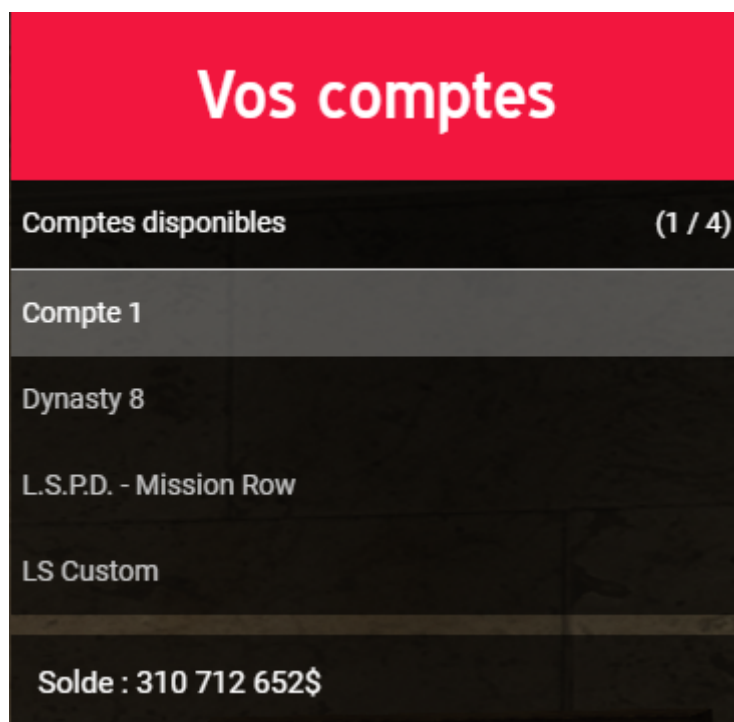 Vos comptes
Comptes disponibles (1 / 4)
Compte 1
Dynasty 8
L.S.P.D. - Mission Row
LS Custom
Solde : 310 712 652$